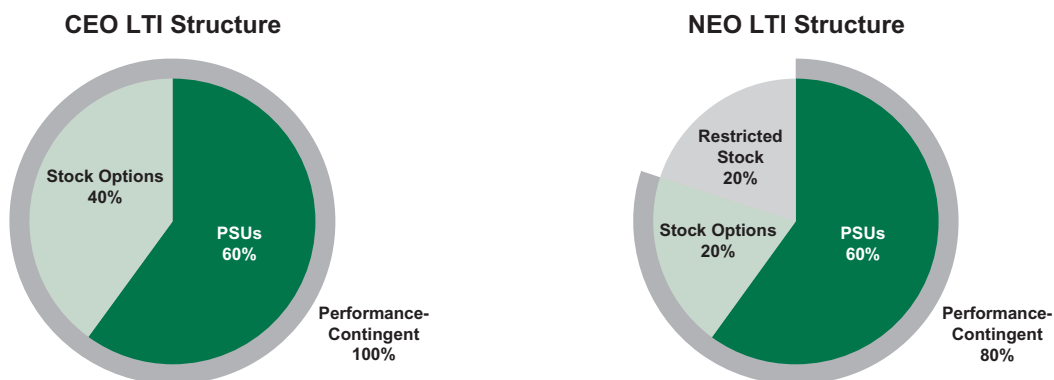 CEO LTI Structure
Stock Options
40%
PSUs
60%
Performance-
Contingent
100%
NEO LTI Structure
Restricted
Stock
20%
Stock Options
20%
PSUs
60%
Performance-
Contingent
80%